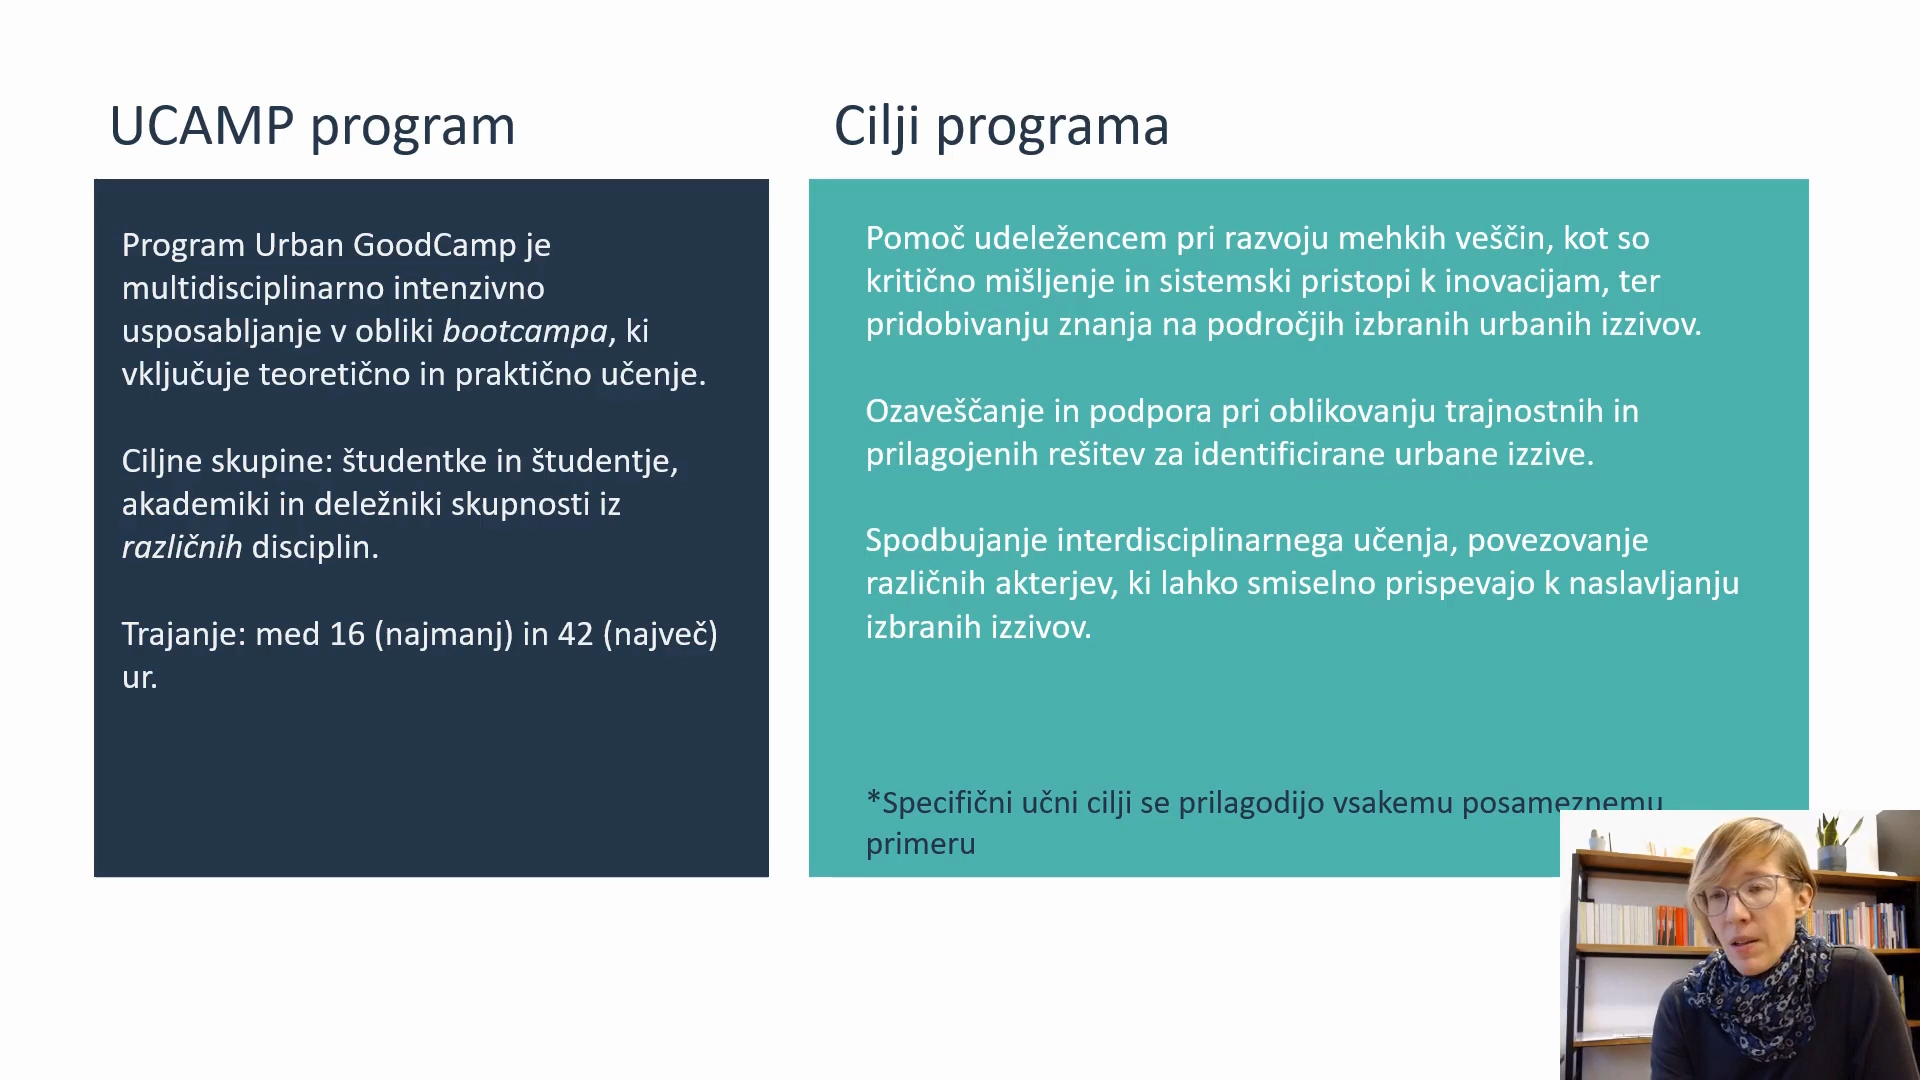 UCAMP program
Program Urban GoodCamp je
multidisciplinarno intenzivno
usposabljanje v obliki bootcampa, ki
vključuje teoretično in praktično učenje.
Ciljne skupine: študentke in študentje,
akademiki in deležniki skupnosti iz
različnih disciplin.
Trajanje: med 16 (najmanj) in 42 (največ)
ur.
Cilji programa
Pomoč udeležencem pri razvoju mehkih veščin, kot so
kritično mišljenje in sistemski pristopi k inovacijam, ter
pridobivanju znanja na področjih izbranih urbanih izzivov.
Ozaveščanje in podpora pri oblikovanju trajnostnih in
prilagojenih rešitev za identificirane urbane izzive.
Spodbujanje interdisciplinarnega učenja, povezovanje
različnih akterjev, ki lahko smiselno prispevajo k naslavljanju
izbranih izzivov.
*Specifični učni cilji se prilagodijo vsakemu posameznemu
primeru